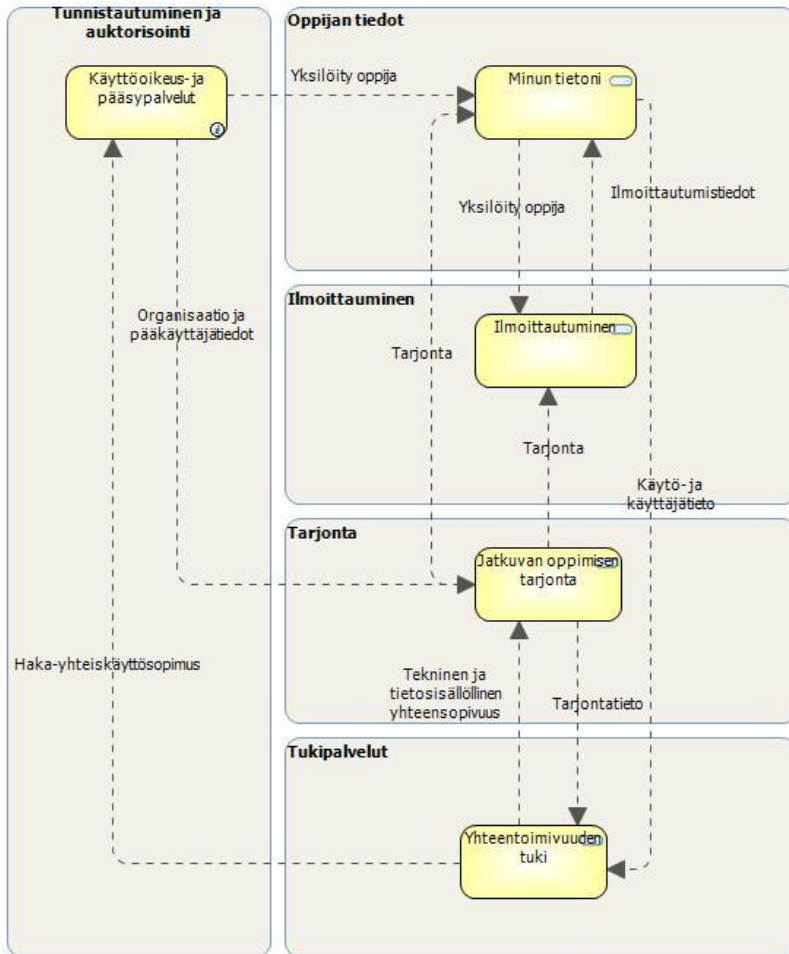 Tunnistautuminen ja
auktorisointi
Oppijan tiedot
Käyttöoikeus- ja
pääsypalvelut
Yksilöity oppija
Minun tietoni
Yksilöity oppija
Ilmoittautumistiedot
Ilmoittauminen
Ilmoittautuminen
Organisaatio ja
pääkäyttäjätiedot
Tarjonta
Tarjonta
Käytö- ja
käyttäjätieto
Tarjonta
Jatkuvan oppimisen
tarjonta
Haka-yhteiskäyttösopimus
Tekninen ja
tietosisällöllinen
yhteensopivuus
Tarjontatieto
Tukipalvelut
Yhteentoimivuuden
tuki